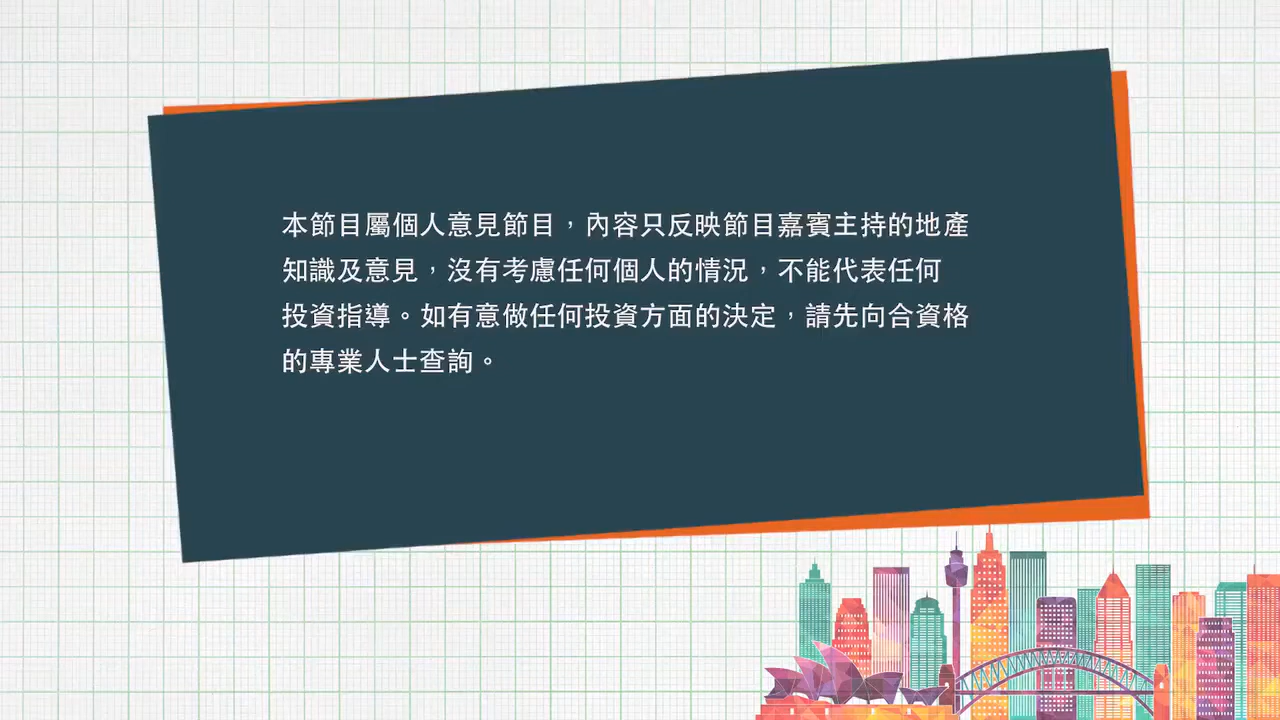 本節目屬個人意見節目，內容只反映節目嘉賓主持的地產
知識及意見，沒有考慮任何個人的情況，不能代表任何
投資指導。如有意做任何投資方面的決定，請先向合資格
的專業人士查詢。